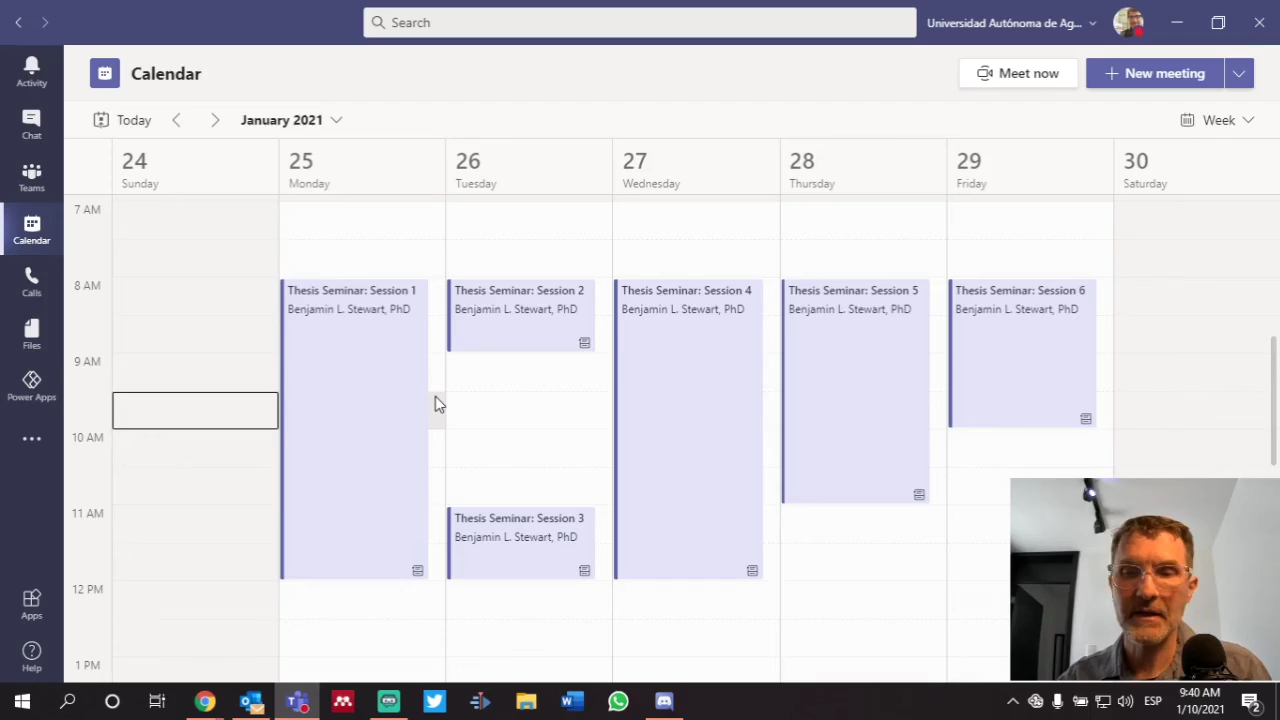 Search
Universidad Autónoma de Ag...
Activity
Chat
Teams
Calendar
Calls
Files
Power Apps
Apps
Help
Calendar
Meet now
New meeting
Today
January 2021
Week
24
Sunday
25
Monday
26
Tuesday
27
Wednesday
28
Thursday
29
Friday
30
Saturday
7 AM
8 AM
9 AM
10 AM
11 AM
12 PM
1 PM
Thesis Seminar: Session 1
Benjamin L. Stewart, PhD
Thesis Seminar: Session 2
Benjamin L. Stewart, PhD
Thesis Seminar: Session 3
Benjamin L. Stewart, PhD
Thesis Seminar: Session 4
Benjamin L. Stewart, PhD
Thesis Seminar: Session 5
Benjamin L. Stewart, PhD
Thesis Seminar: Session 6
Benjamin L. Stewart, PhD
ESP
9:40 AM
1/10/2021
2